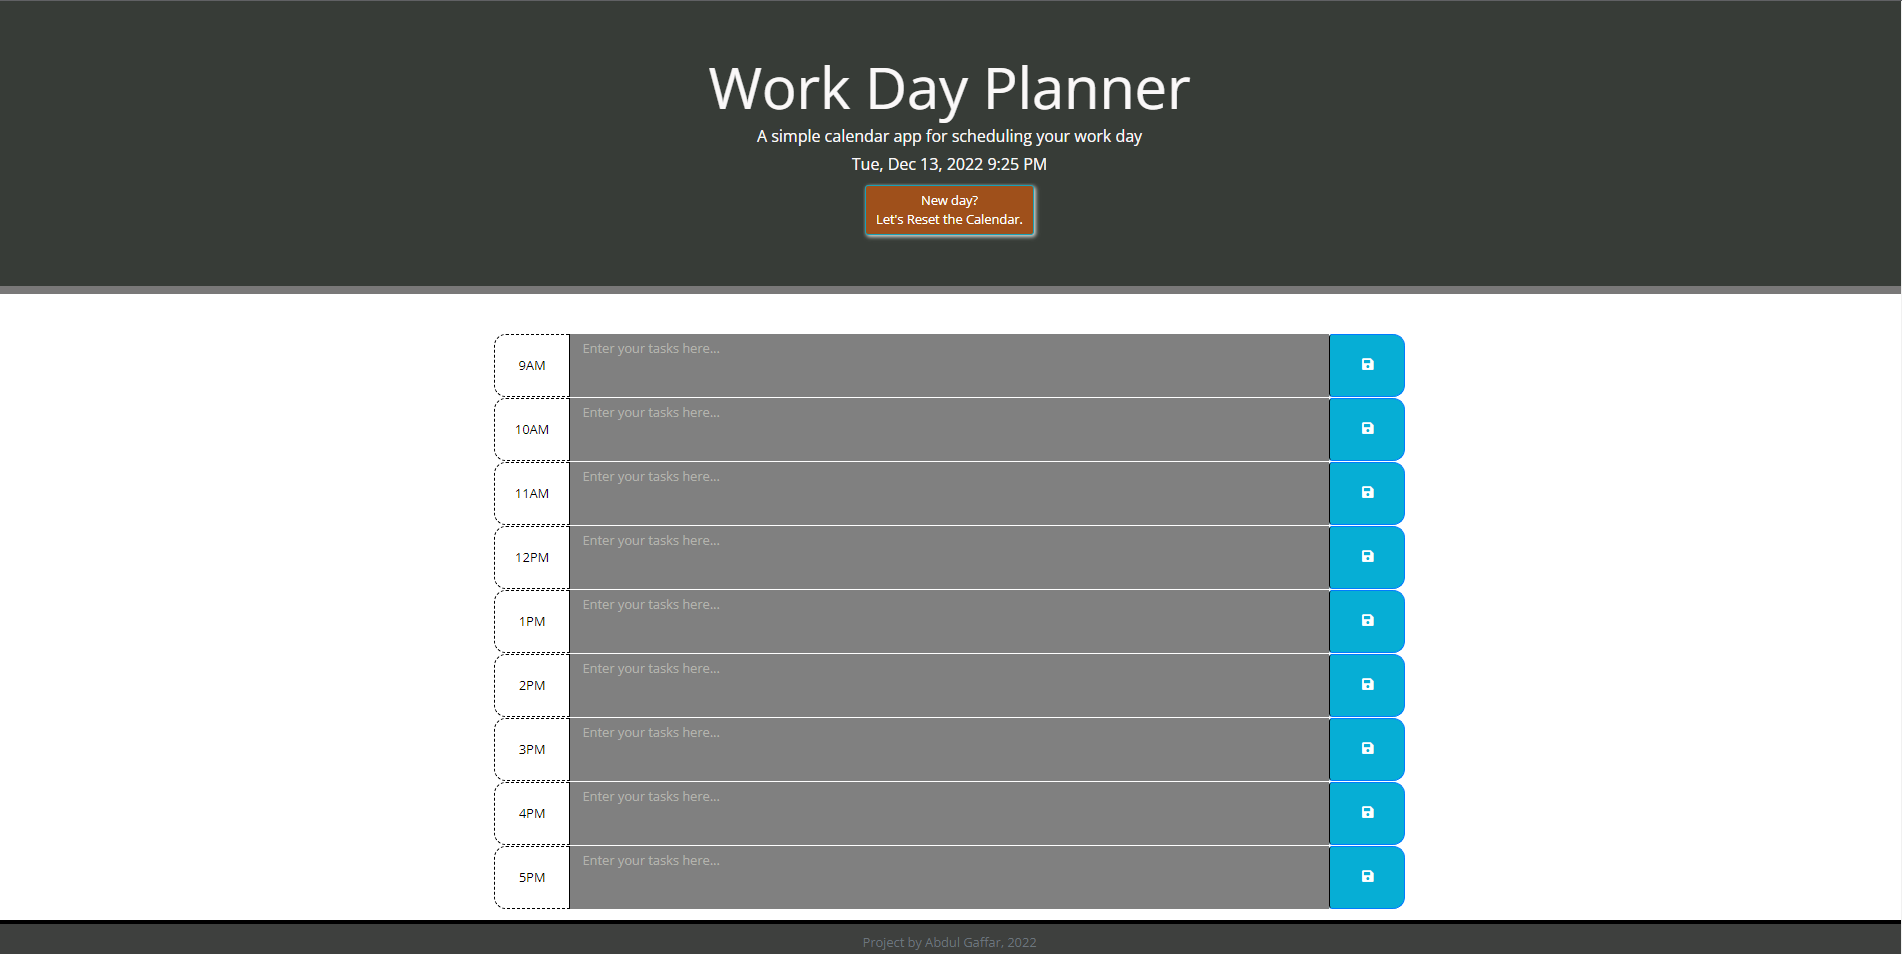 Work Day Planner
A simple calendar app for scheduling your work day
Tue, Dec 13, 2022 9:25 PM
New day?
Let's Reset the Calendar.
9AM
Enter your tasks here...
10AM
Enter your tasks here...
11AM
Enter your tasks here...
12PM
Enter your tasks here...
1PM
Enter your tasks here...
2PM
Enter your tasks here...
3PM
Enter your tasks here...
4PM
Enter your tasks here...
5PM
Enter your tasks here...
Project by Abdul Gaffar, 2022